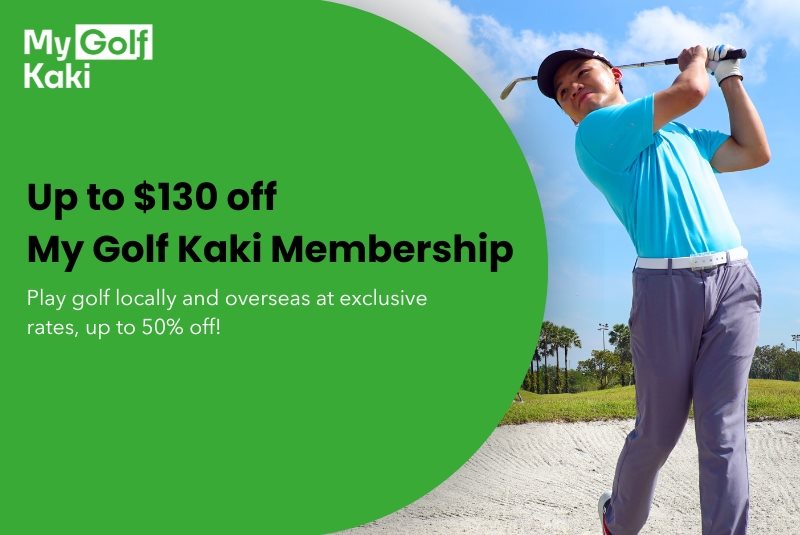 My Golf
Kaki
Up to $130 off
My Golf Kaki Membership
Play golf locally and overseas at exclusive
rates, up to 50% off!